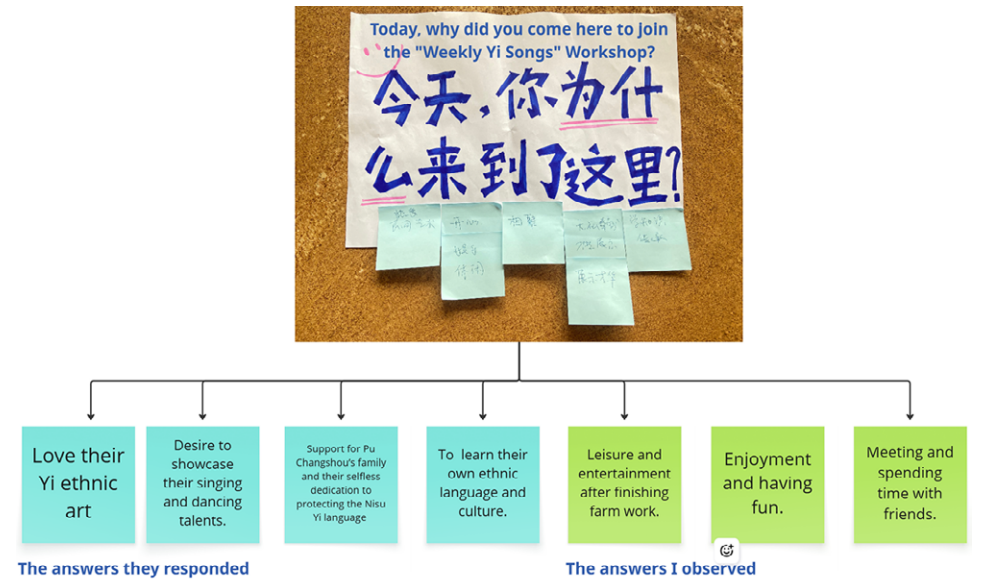 Today, why did you come here to join
the "Weekly Yi Songs" Workshop?
今天，你为什
么来到了这里?
Love their
Yi ethnic
art
Desire to
showcase
their singing
and dancing
talents.
Support for Pu
Changshou's family
and their selfless
dedication to
protecting the Nisu
Yi language
To learn their
own ethnic
language and
culture.
Leisure and
entertainment
after finishing
farm work.
Enjoyment
and having
fun.
Meeting and
spending
time with
friends.
The answers they responded
The answers I observed